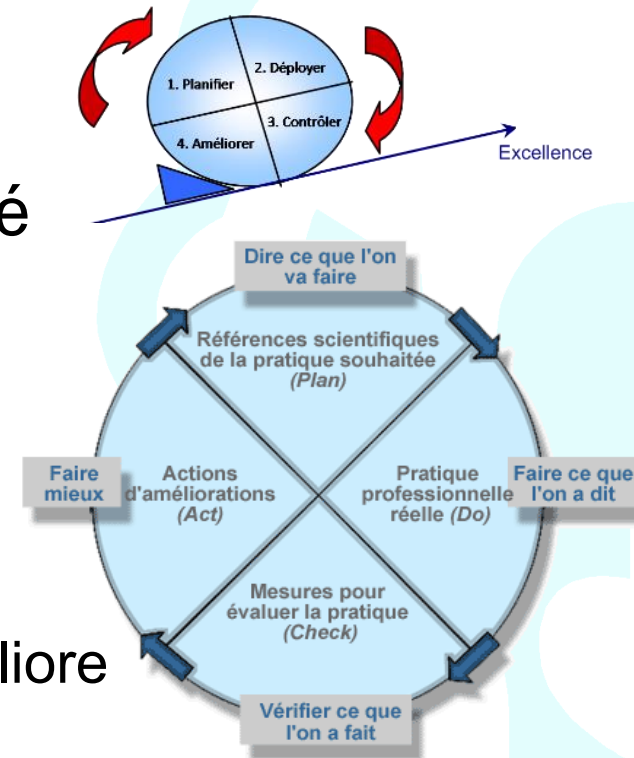 2. Déployer
1. Planifier
3. Contrôler
4. Améliorer
Excellence
é
Dire ce que l'on
va faire
Références scientifiques
de la pratique souhaitée
(Plan)
Faire
mieux
Actions
d'améliorations
(Act)
Pratique
professionnelle
réelle (Do)
Faire ce que
l'on a dit
Mesures pour
évaluer la pratique
(Check)
liore
Vérifier ce que
l'on a fait